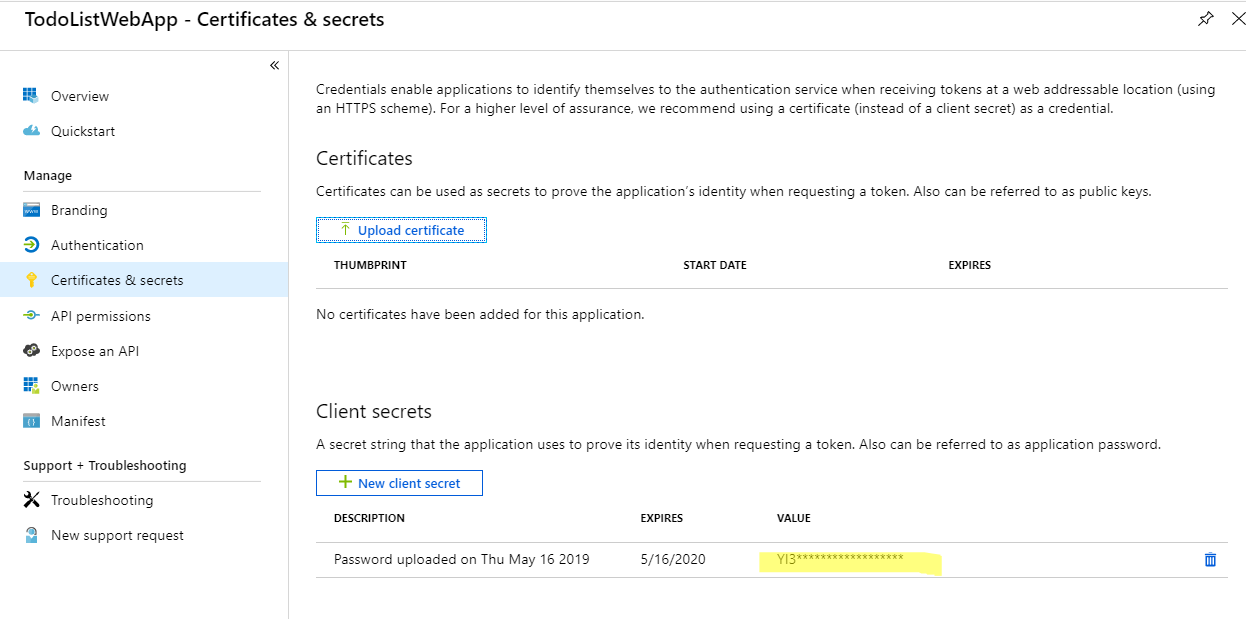 TodoListWebApp - Certificates & secrets
«
Overview
Quickstart
Manage
Branding
Authentication
Certificates & secrets
API permissions
Expose an API
Owners
Manifest
Support + Troubleshooting
Troubleshooting
New support request
Credentials enable applications to identify themselves to the authentication service when receiving tokens at a web addressable location (using
an HTTPS scheme). For a higher level of assurance, we recommend using a certificate (instead of a client secret) as a credential.
Certificates
Certificates can be used as secrets to prove the application's identity when requesting a token. Also can be referred to as public keys.
Upload certificate
THUMBPRINT START DATE EXPIRES
No certificates have been added for this application.
Client secrets
A secret string that the application uses to prove its identity when requesting a token. Also can be referred to as application password.
New client secret
DESCRIPTION EXPIRES VALUE
Password uploaded on Thu May 16 2019 5/16/2020 YI3******************